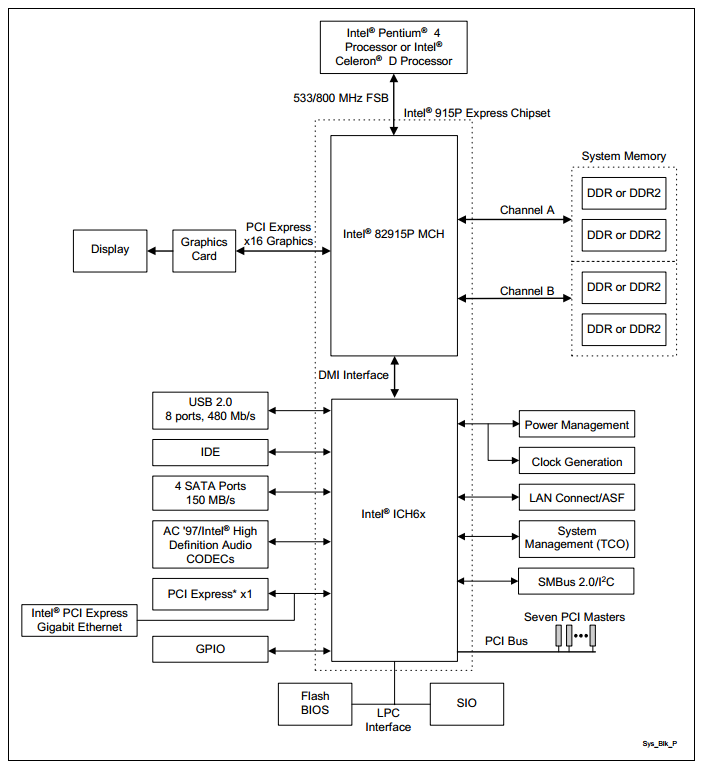 Intel® Pentium® 4
Processor or Intel®
Celeron® D Processor
533/800 MHz FSB
Intel® 915P Express Chipset
System Memory
DDR or DDR2
Channel A
DDR or DDR2
PCI Express
x16 Graphics
Display
Graphics
Card
Intel® 82915P MCH
Channel B
DDR or DDR2
DDR or DDR2
DMI Interface
USB 2.0
8 ports, 480 Mb/s
Power Management
IDE
Clock Generation
4 SATA Ports
150 MB/s
LAN Connect/ASF
Intel® ICH6x
AC '97/Intel® High
Definition Audio
CODECs
System
Management (TCO)
PCI Express* x1
SMBus 2.0/I²C
Intel® PCI Express
Gigabit Ethernet
Seven PCI Masters
PCI Bus
GPIO
Flash
BIOS
LPC
Interface
SIO
Sys_Blk_P